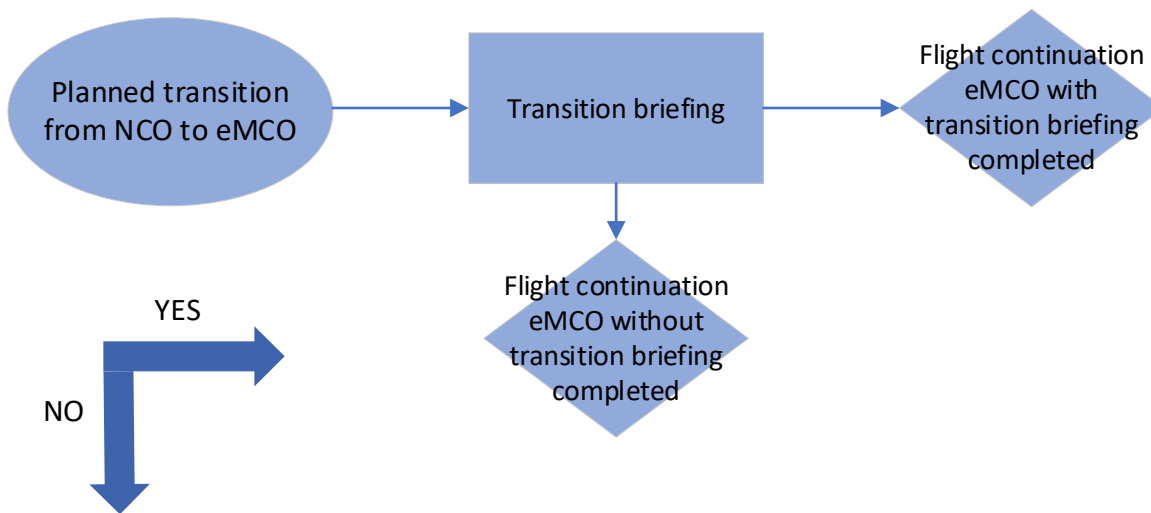 Planned transition
from NCO to eMCO
Transition briefing
Flight continuation
eMCO with
transition briefing
completed
Flight continuation
eMCO without
transition briefing
completed
YES
NO